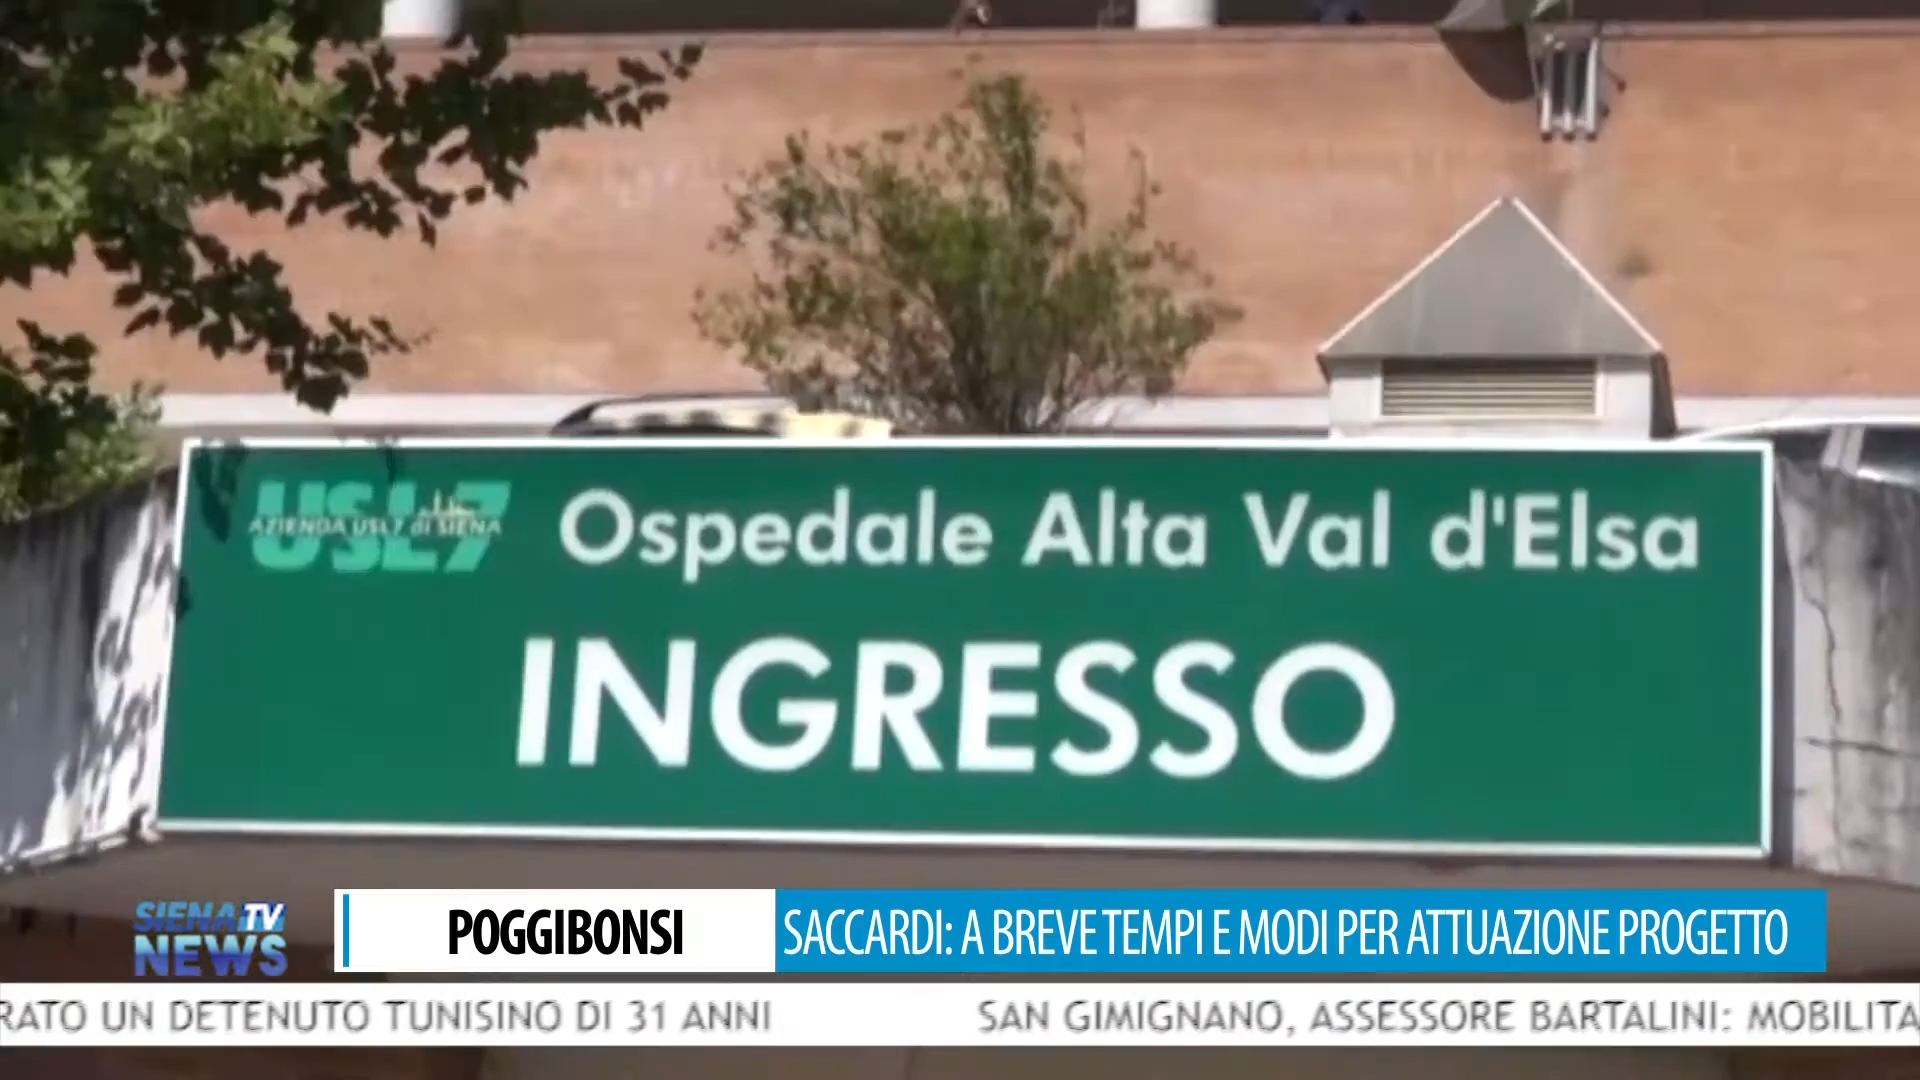 USL7
AZIENDA USL7 di SIENA
Ospedale Alta Val d'Elsa
INGRESSO
SIENA TV
NEWS
POGGIBONSI
SACCARDI: A BREVE TEMPI E MODI PER ATTUAZIONE PROGETTO
RATO UN DETENUTO TUNISINO DI 31 ANNI
SAN GIMIGNANO, ASSESSORE BARTALINI: MOBILITA